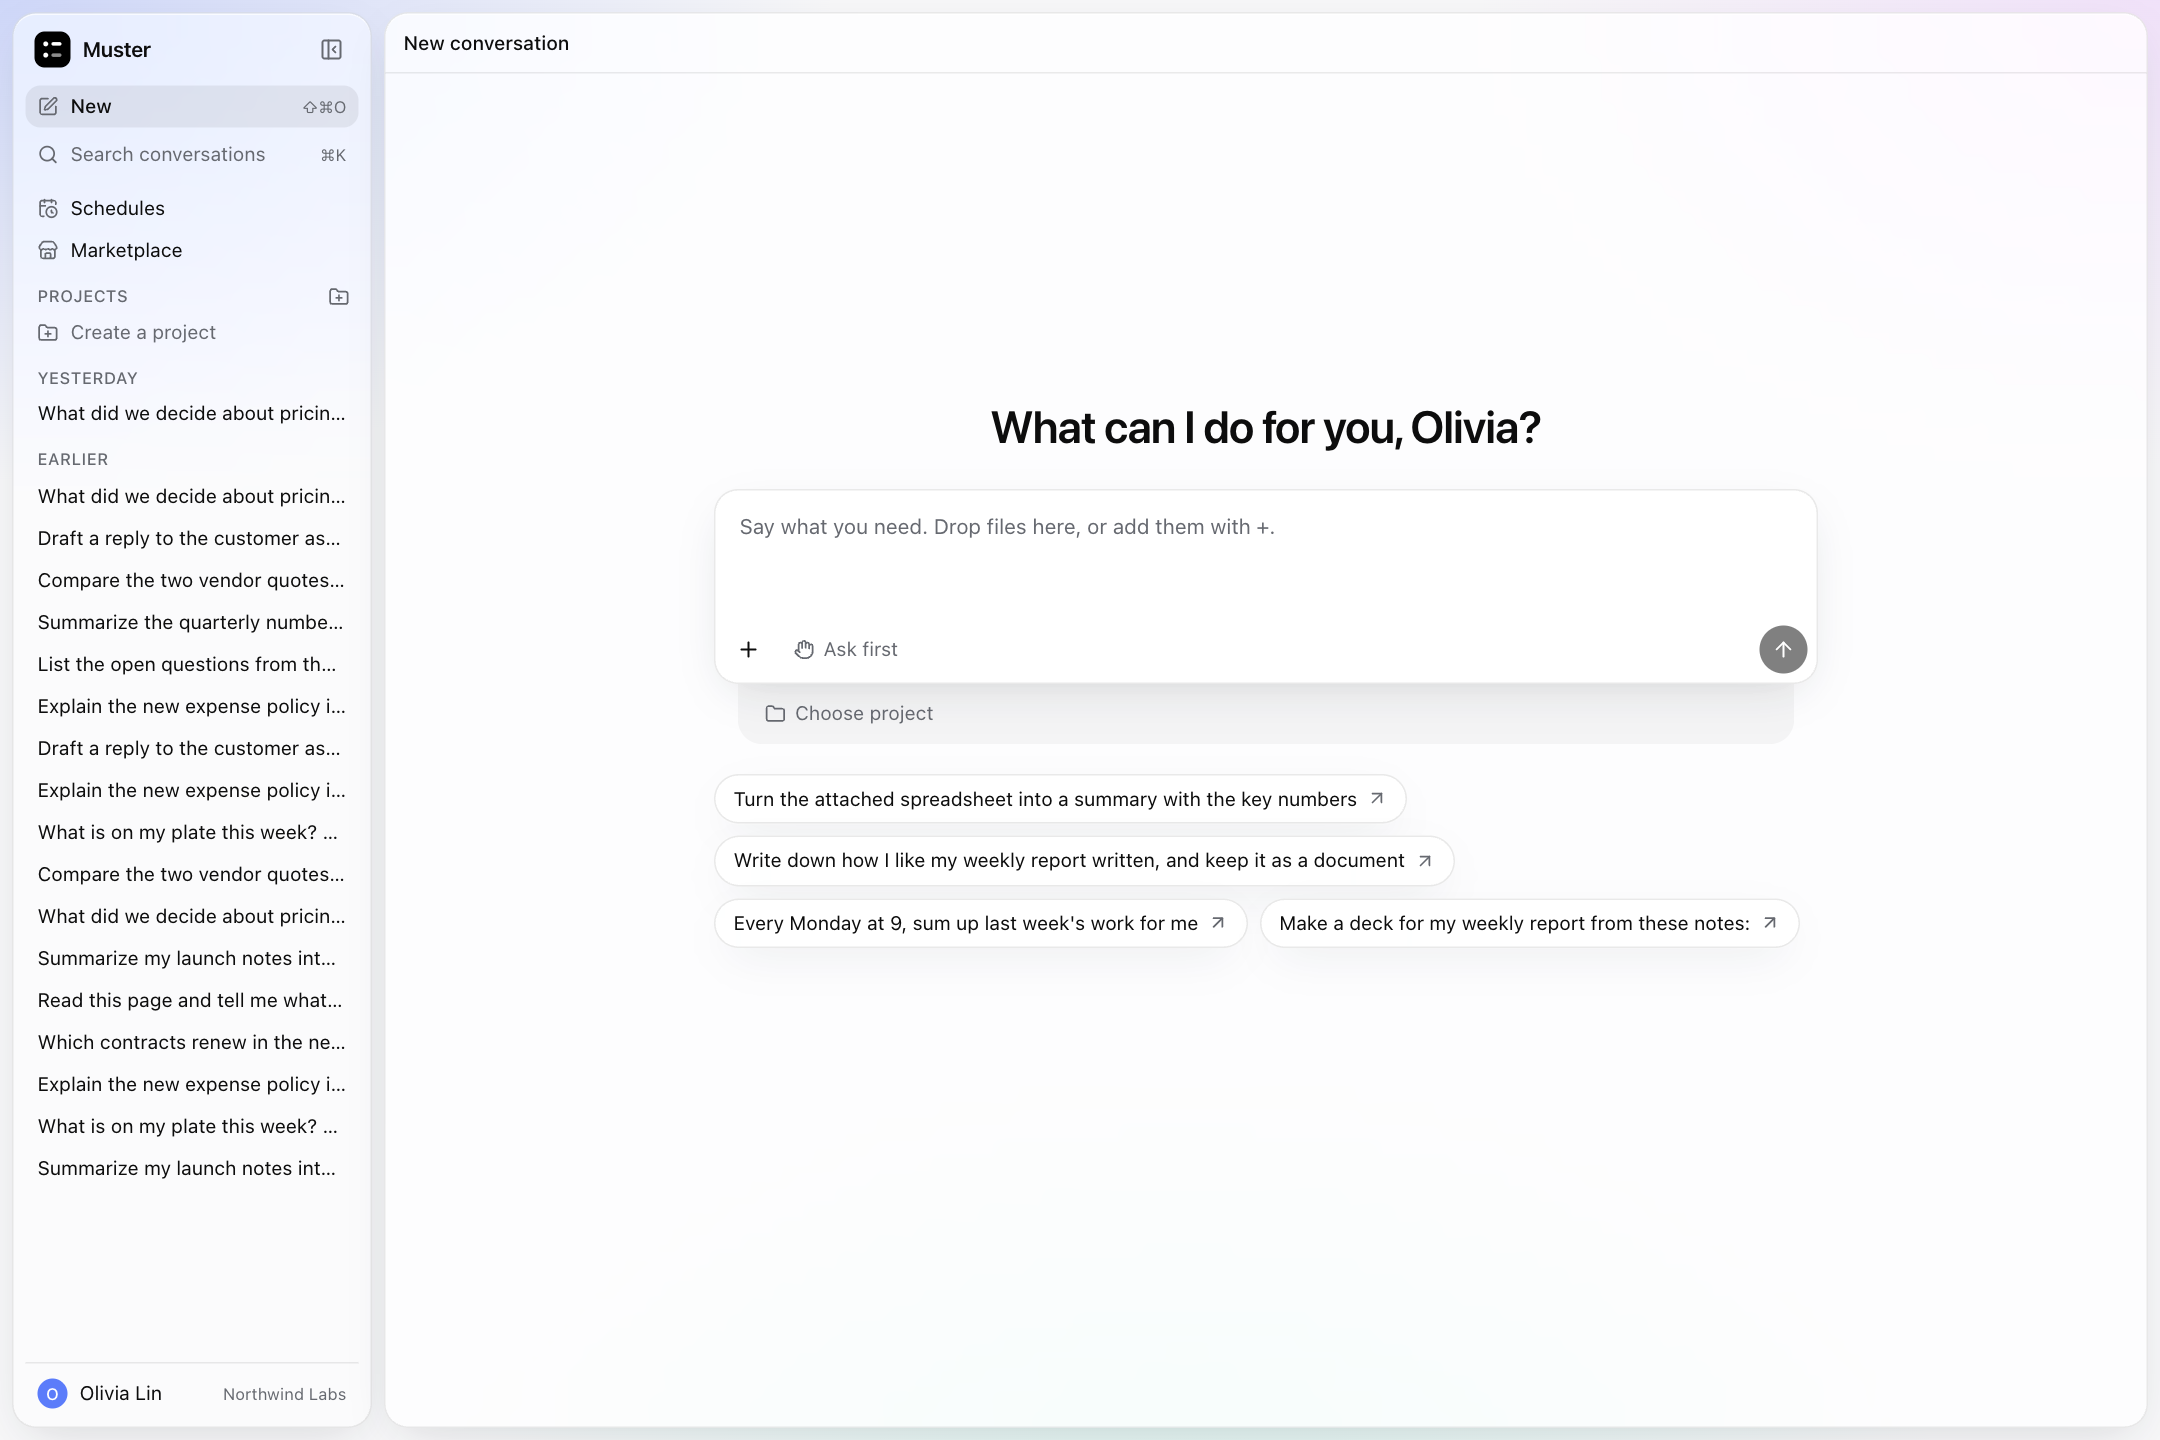 Muster
New ⇧⌘O
Search conversations ⌘K
Schedules
Marketplace
PROJECTS
Create a project
YESTERDAY
What did we decide about pricin...
EARLIER
What did we decide about pricin...
Draft a reply to the customer as...
Compare the two vendor quotes...
Summarize the quarterly numbe...
List the open questions from th...
Explain the new expense policy i...
Draft a reply to the customer as...
Explain the new expense policy i...
What is on my plate this week? ...
Compare the two vendor quotes...
What did we decide about pricin...
Summarize my launch notes int...
Read this page and tell me what...
Which contracts renew in the ne...
Explain the new expense policy i...
What is on my plate this week? ...
Summarize my launch notes int...
O Olivia Lin Northwind Labs
New conversation
What can I do for you, Olivia?
Say what you need. Drop files here, or add them with +.
Ask first
Choose project
Turn the attached spreadsheet into a summary with the key numbers
Write down how I like my weekly report written, and keep it as a document
Every Monday at 9, sum up last week's work for me
Make a deck for my weekly report from these notes: